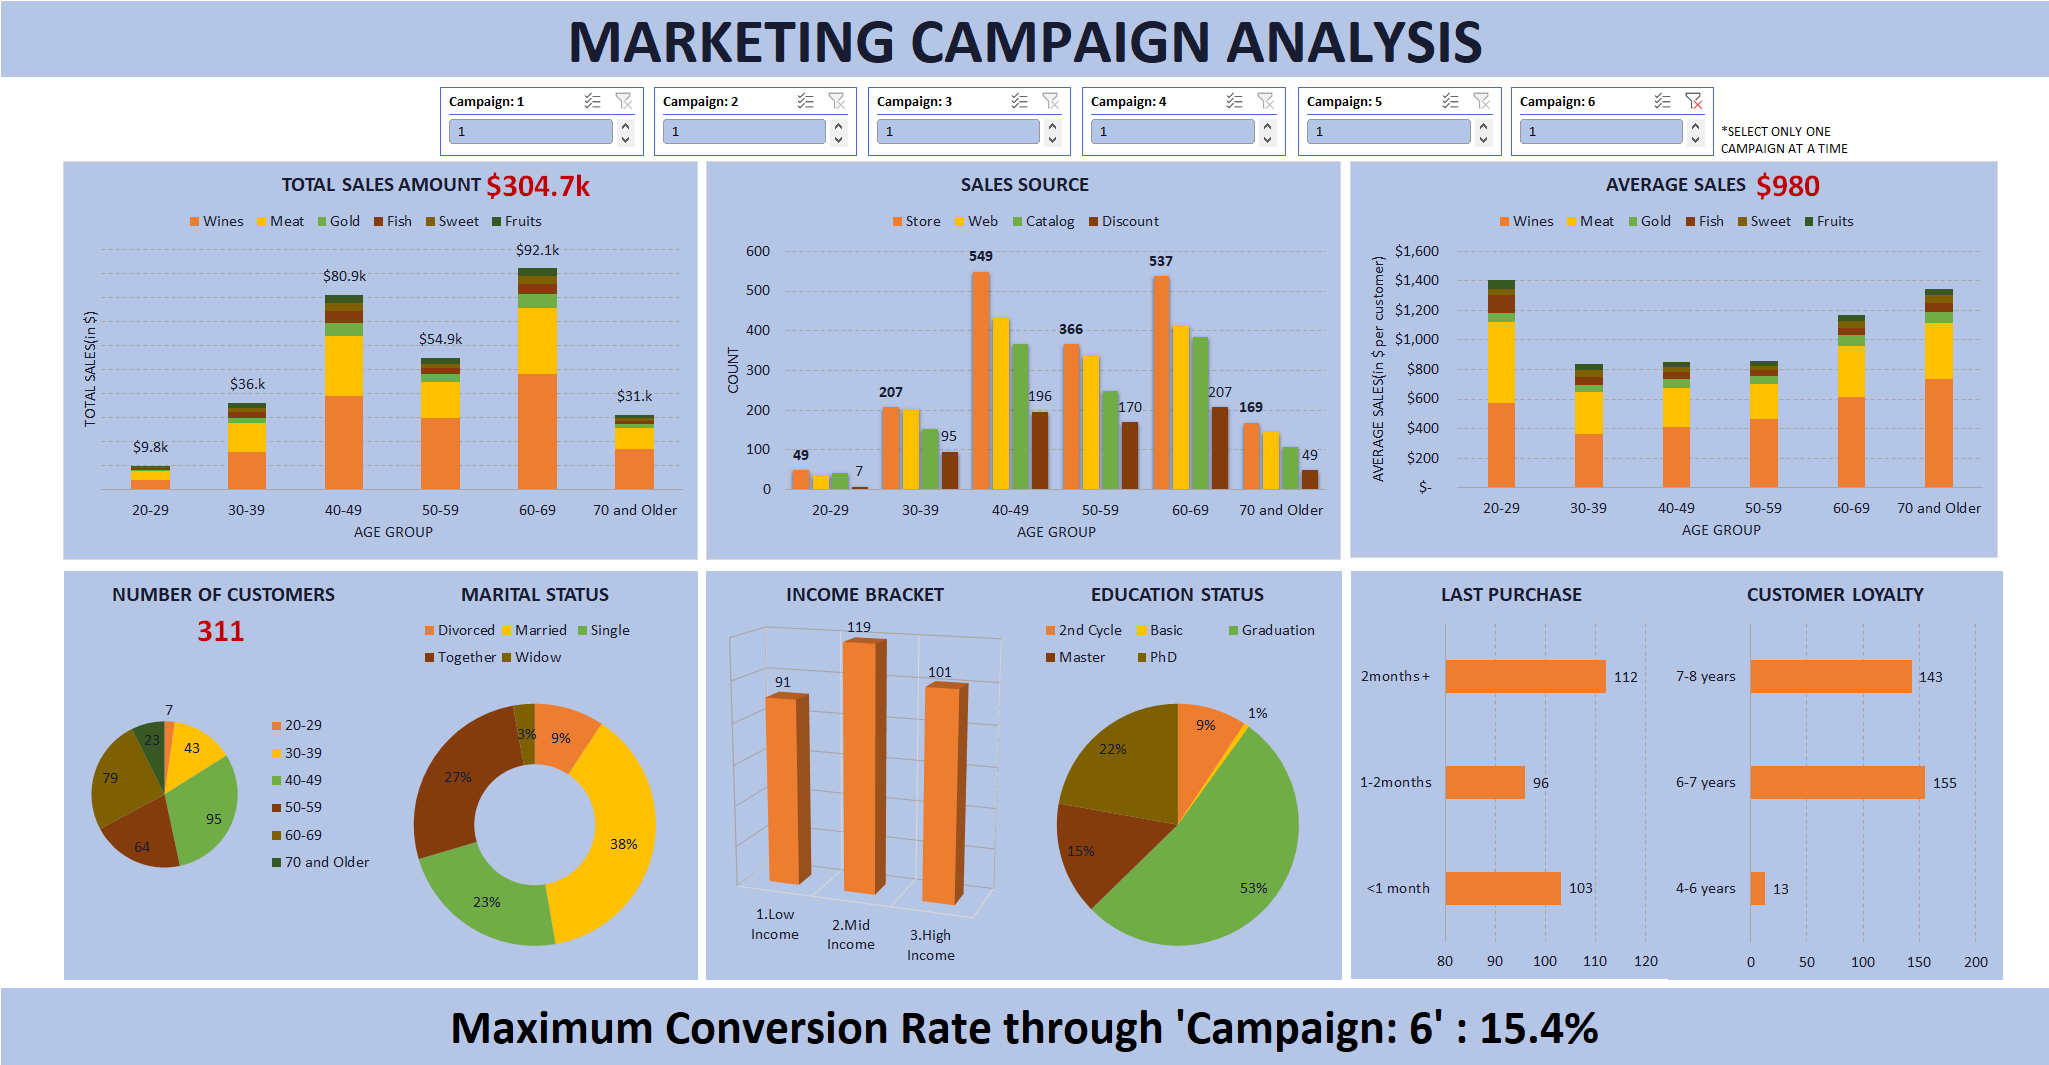 MARKETING CAMPAIGN ANALYSIS
Campaign: 1
1
Campaign: 2
1
Campaign: 3
1
Campaign: 4
1
Campaign: 5
1
Campaign: 6
1
*SELECT ONLY ONE
CAMPAIGN AT A TIME
TOTAL SALES AMOUNT $304.7k
Wines Meat Gold Fish Sweet Fruits
TOTAL SALES(in $)
$9.8k
$36.k
$80.9k
$54.9k
$92.1k
$31.k
20-29 30-39 40-49 50-59 60-69 70 and Older
AGE GROUP
SALES SOURCE
Store Web Catalog Discount
COUNT
600
500
400
300
200
100
0
49
7
207
95
549
196
366
170
537
207
169
49
20-29 30-39 40-49 50-59 60-69 70 and Older
AGE GROUP
AVERAGE SALES $980
Wines Meat Gold Fish Sweet Fruits
AVERAGE SALES(in $ per customer)
$1,600
$1,400
$1,200
$1,000
$800
$600
$400
$200
$-
20-29 30-39 40-49 50-59 60-69 70 and Older
AGE GROUP
NUMBER OF CUSTOMERS
311
7
43
95
64
79
23
20-29
30-39
40-49
50-59
60-69
70 and Older
MARITAL STATUS
Divorced Married Single
Together Widow
9%
38%
23%
27%
3%
INCOME BRACKET
91
119
101
1.Low
Income
2.Mid
Income
3.High
Income
EDUCATION STATUS
2nd Cycle Basic Graduation
Master PhD
9%
1%
53%
15%
22%
LAST PURCHASE
2months+ 112
1-2months 96
<1 month 103
80 90 100 110 120
CUSTOMER LOYALTY
7-8 years 143
6-7 years 155
4-6 years 13
0 50 100 150 200
Maximum Conversion Rate through 'Campaign: 6' : 15.4%